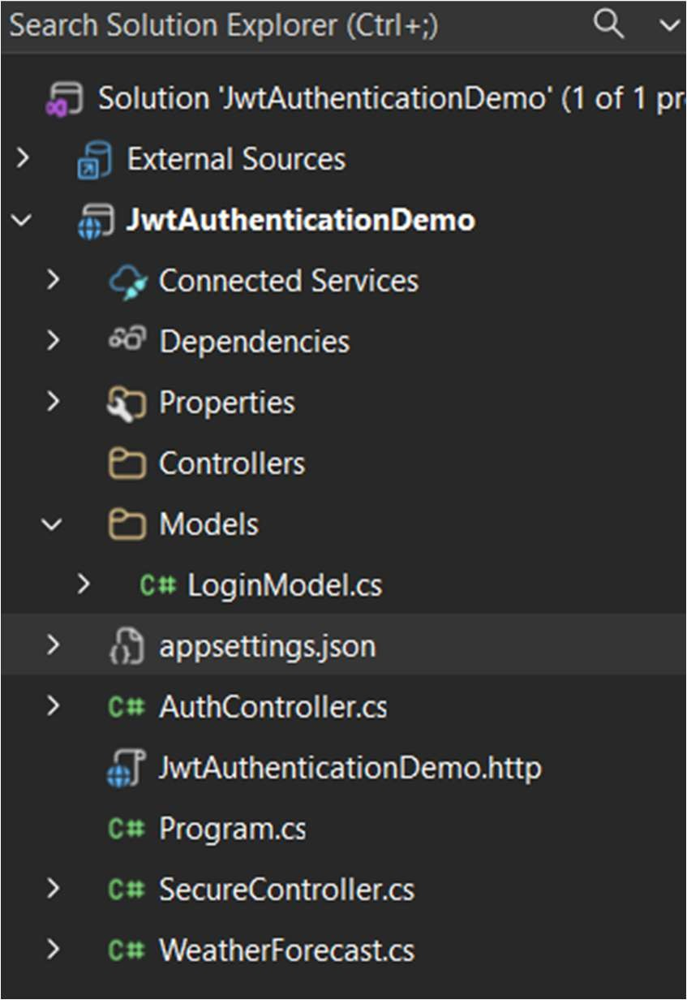 Search Solution Explorer (Ctrl+;)
Solution 'JwtAuthenticationDemo' (1 of 1 pr
External Sources
JwtAuthenticationDemo
Connected Services
Dependencies
Properties
Controllers
Models
C# LoginModel.cs
appsettings.json
C# AuthController.cs
JwtAuthenticationDemo.http
C# Program.cs
C# SecureController.cs
C# WeatherForecast.cs